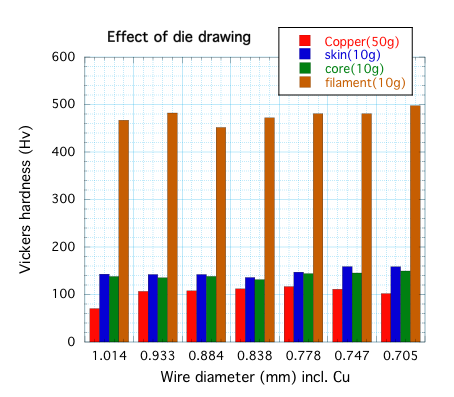 Effect of die drawing
Copper(50g)
skin(10g)
core(10g)
filament(10g)
600
500
400
300
200
100
0
Vickers hardness (Hv)
1.014 0.933 0.884 0.838 0.778 0.747 0.705
Wire diameter (mm) incl. Cu